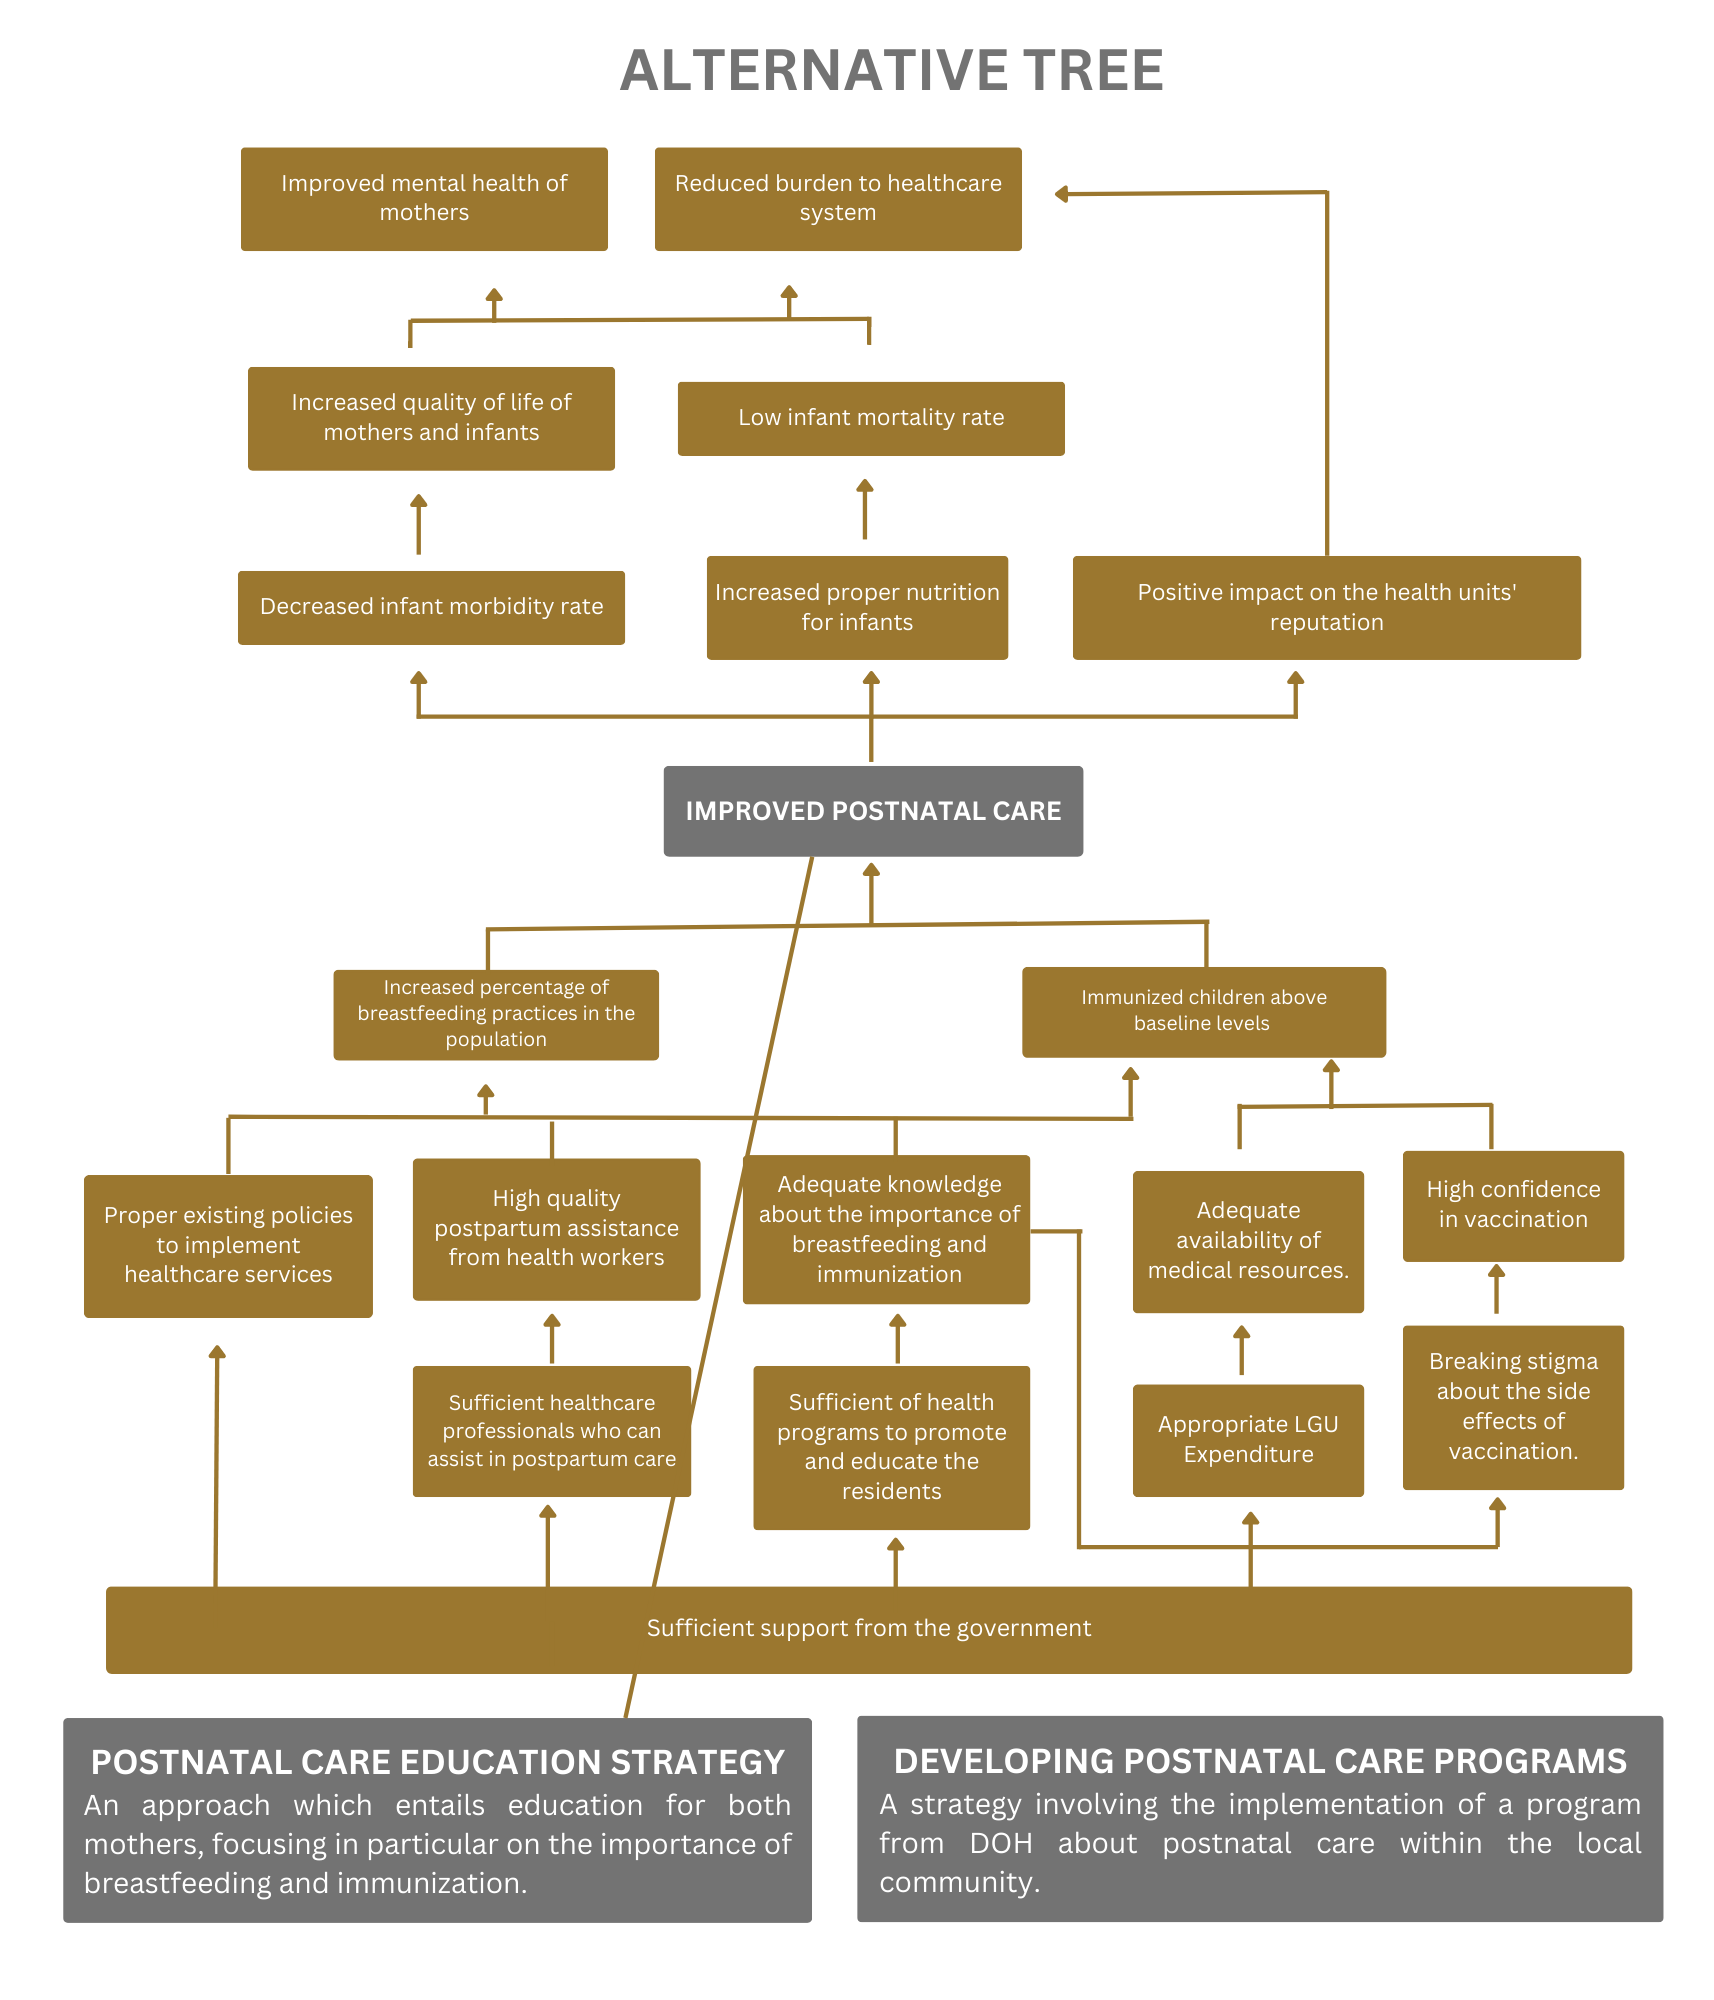 ALTERNATIVE TREE
Improved mental health of
mothers
Reduced burden to healthcare
system
Increased quality of life of
mothers and infants
Low infant mortality rate
Decreased infant morbidity rate
Increased proper nutrition
for infants
Positive impact on the health units'
reputation
IMPROVED POSTNATAL CARE
Increased percentage of
breastfeeding practices in the
population
Immunized children above
baseline levels
Proper existing policies
to implement
healthcare services
High quality
postpartum assistance
from health workers
Adequate knowledge
about the importance of
breastfeeding and
immunization
Adequate
availability of
medical resources.
High confidence
in vaccination
Sufficient healthcare
professionals who can
assist in postpartum care
Sufficient of health
programs to promote
and educate the
residents
Appropriate LGU
Expenditure
Breaking stigma
about the side
effects of
vaccination.
Sufficient support from the government
POSTNATAL CARE EDUCATION STRATEGY
An approach which entails education for both
mothers, focusing in particular on the importance of
breastfeeding and immunization.
DEVELOPING POSTNATAL CARE PROGRAMS
A strategy involving the implementation of a program
from DOH about postnatal care within the local
community.